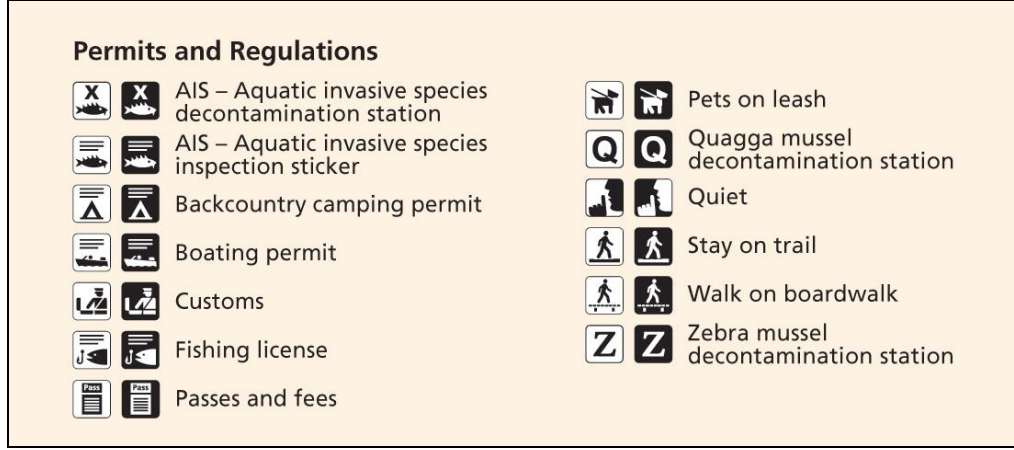 Permits and Regulations
X X AIS – Aquatic invasive species
decontamination station
AIS – Aquatic invasive species
inspection sticker
Backcountry camping permit
Boating permit
Customs
Fishing license
Pass Pass Passes and fees
Pets on leash
Q Q Quagga mussel
decontamination station
Quiet
Stay on trail
Walk on boardwalk
Z Z Zebra mussel
decontamination station